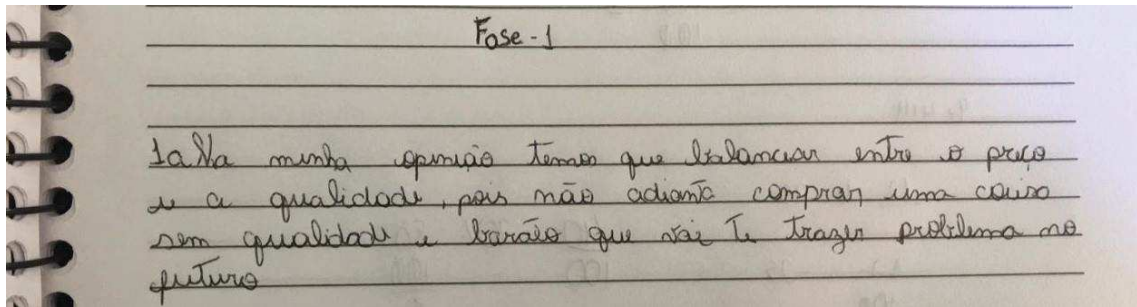 Fase - 1
1a Na minha opinião temos que balanciar entre o preço
e a qualidade, pois não adianta comprar uma coisa
sem qualidade e barato que vai te trazer problema no
futuro